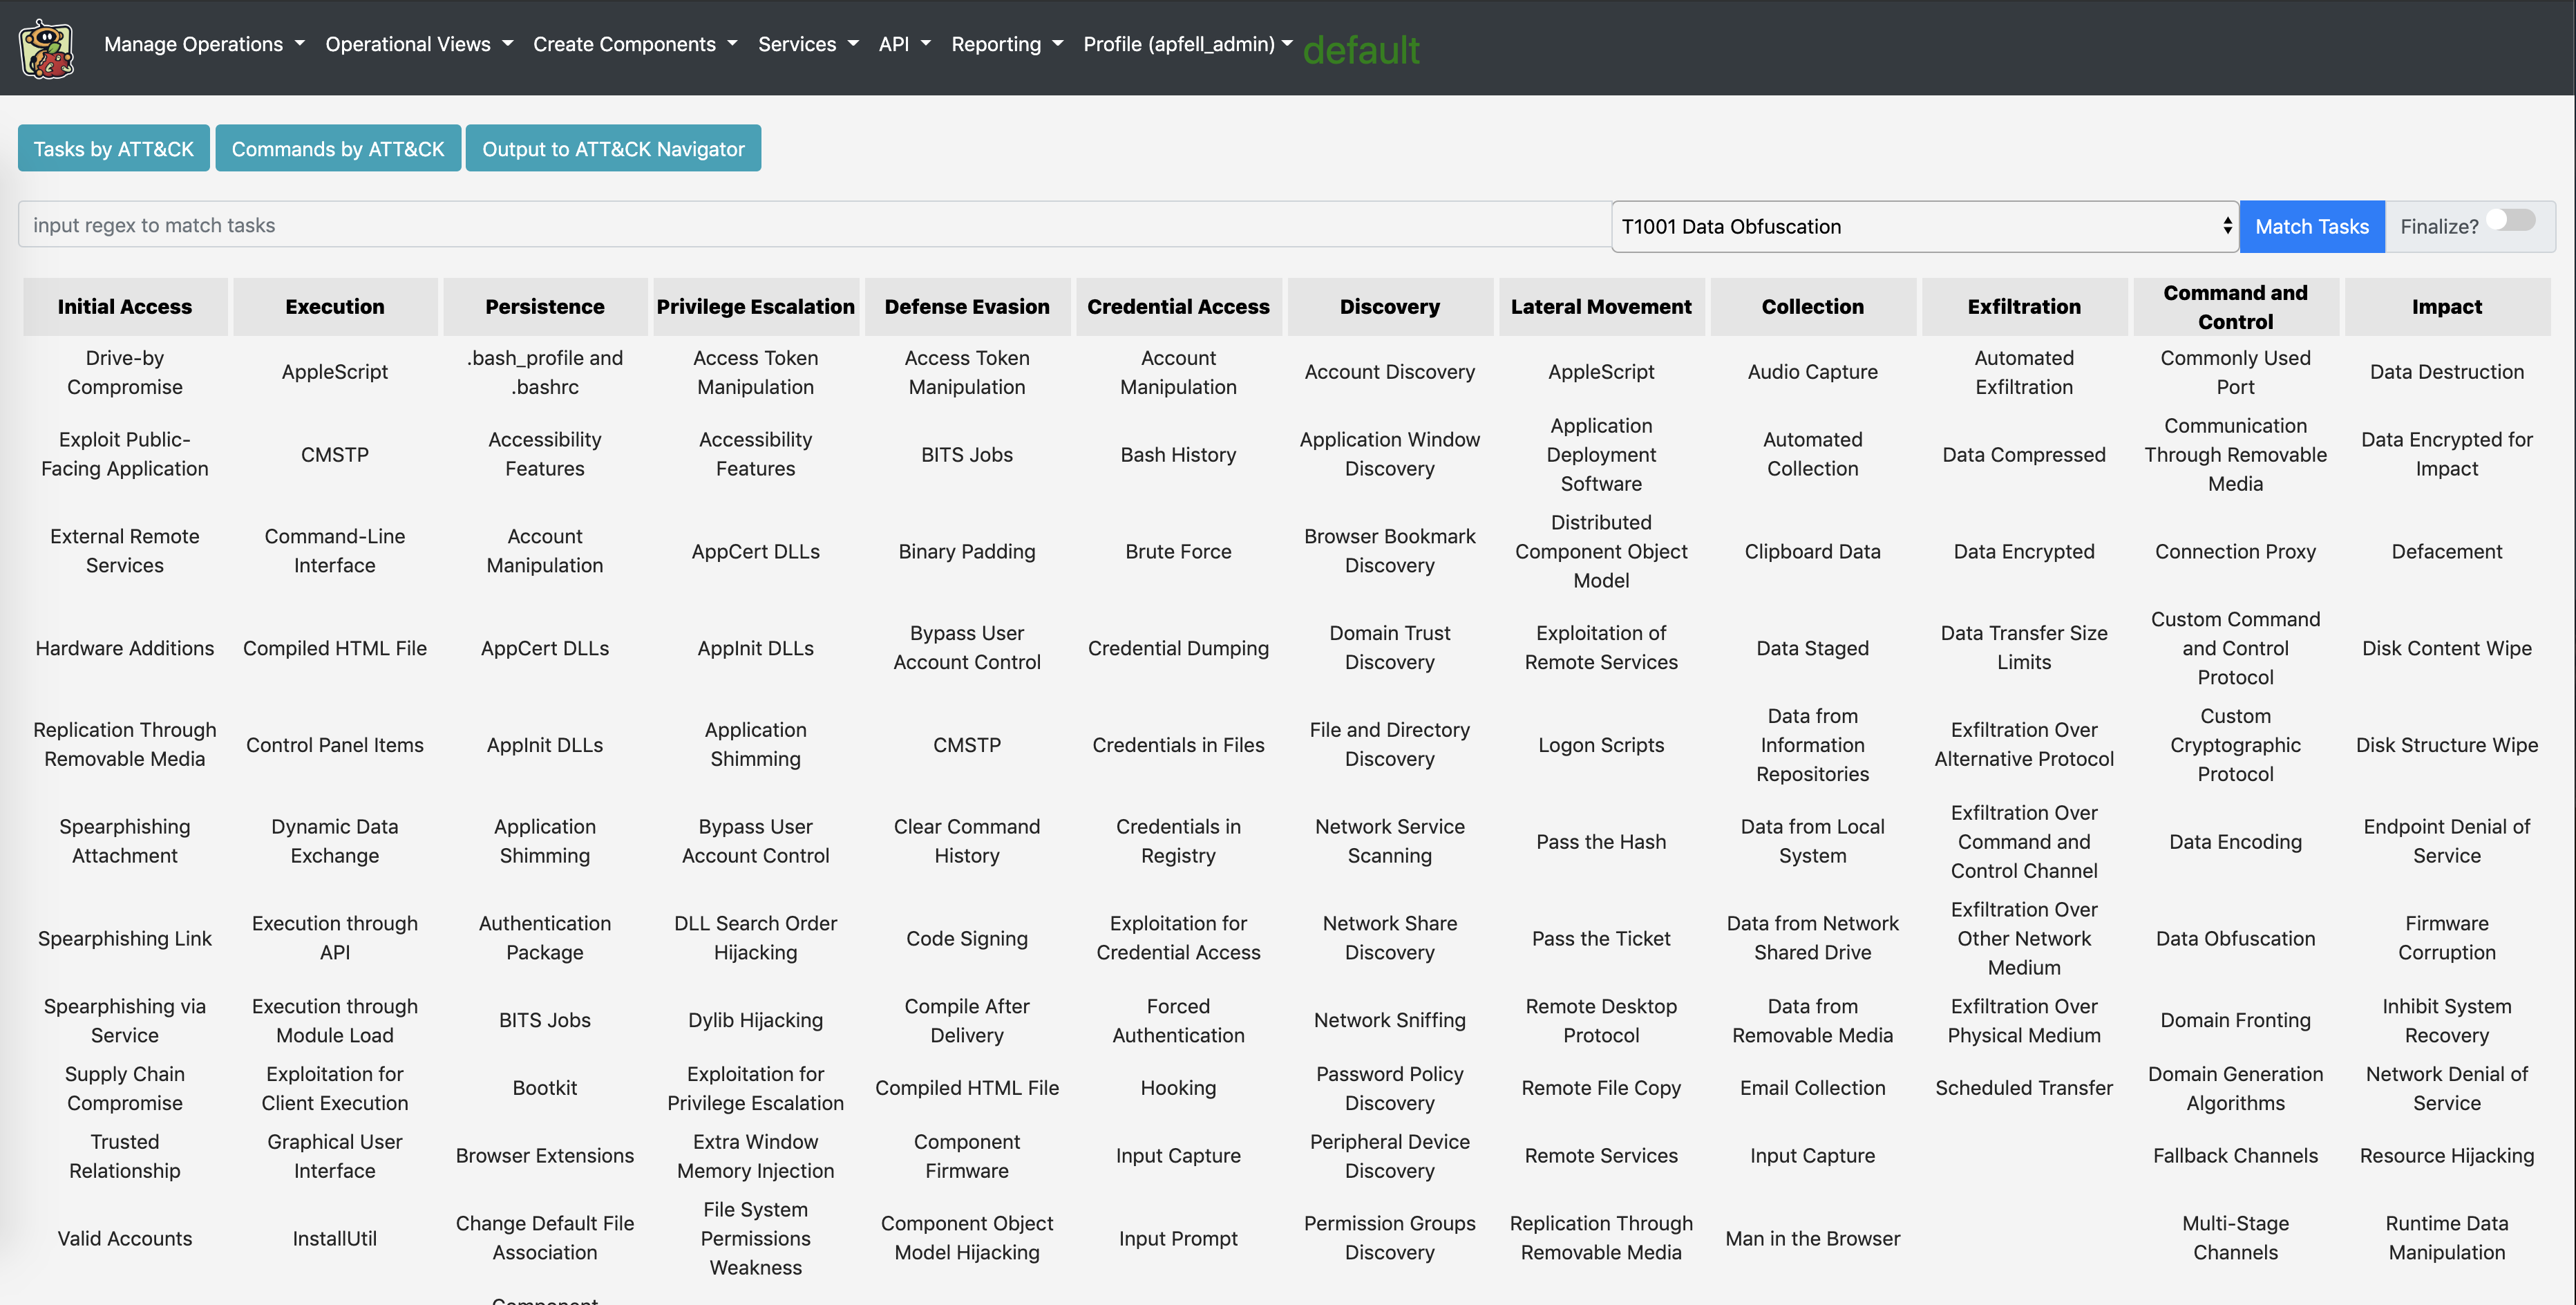 Manage Operations Operational Views Create Components Services API Reporting Profile (apfell_admin) default
Tasks by ATT&CK Commands by ATT&CK Output to ATT&CK Navigator
input regex to match tasks T1001 Data Obfuscation Match Tasks Finalize?
Initial Access
Drive-by
Compromise
Exploit Public-
Facing Application
External Remote
Services
Hardware Additions
Replication Through
Removable Media
Spearphishing
Attachment
Spearphishing Link
Spearphishing via
Service
Supply Chain
Compromise
Trusted
Relationship
Valid Accounts
Execution
AppleScript
CMSTP
Command-Line
Interface
Compiled HTML File
Control Panel Items
Dynamic Data
Exchange
Execution through
API
Execution through
Module Load
Exploitation for
Client Execution
Graphical User
Interface
InstallUtil
Persistence
.bash_profile and
.bashrc
Accessibility
Features
Account
Manipulation
AppCert DLLs
AppInit DLLs
Application
Shimming
Authentication
Package
BITS Jobs
Bootkit
Browser Extensions
Change Default File
Association
Component
Privilege Escalation
Access Token
Manipulation
Accessibility
Features
AppCert DLLs
AppInit DLLs
Application
Shimming
Bypass User
Account Control
DLL Search Order
Hijacking
Dylib Hijacking
Exploitation for
Privilege Escalation
Extra Window
Memory Injection
File System
Permissions
Weakness
Defense Evasion
Access Token
Manipulation
BITS Jobs
Binary Padding
Bypass User
Account Control
CMSTP
Clear Command
History
Code Signing
Compile After
Delivery
Compiled HTML File
Component
Firmware
Component Object
Model Hijacking
Credential Access
Account
Manipulation
Bash History
Brute Force
Credential Dumping
Credentials in Files
Credentials in
Registry
Exploitation for
Credential Access
Forced
Authentication
Hooking
Input Capture
Input Prompt
Discovery
Account Discovery
Application Window
Discovery
Browser Bookmark
Discovery
Domain Trust
Discovery
File and Directory
Discovery
Network Service
Scanning
Network Share
Discovery
Network Sniffing
Password Policy
Discovery
Peripheral Device
Discovery
Permission Groups
Discovery
Lateral Movement
AppleScript
Application
Deployment
Software
Distributed
Component Object
Model
Exploitation of
Remote Services
Logon Scripts
Pass the Hash
Pass the Ticket
Remote Desktop
Protocol
Remote File Copy
Remote Services
Replication Through
Removable Media
Collection
Audio Capture
Automated
Collection
Clipboard Data
Data Staged
Data from
Information
Repositories
Data from Local
System
Data from Network
Shared Drive
Data from
Removable Media
Email Collection
Input Capture
Man in the Browser
Exfiltration
Automated
Exfiltration
Data Compressed
Data Encrypted
Data Transfer Size
Limits
Exfiltration Over
Alternative Protocol
Exfiltration Over
Command and
Control Channel
Exfiltration Over
Other Network
Medium
Exfiltration Over
Physical Medium
Scheduled Transfer
Command and
Control
Commonly Used
Port
Communication
Through Removable
Media
Connection Proxy
Custom Command
and Control
Protocol
Custom
Cryptographic
Protocol
Data Encoding
Data Obfuscation
Domain Fronting
Domain Generation
Algorithms
Fallback Channels
Multi-Stage
Channels
Impact
Data Destruction
Data Encrypted for
Impact
Defacement
Disk Content Wipe
Disk Structure Wipe
Endpoint Denial of
Service
Firmware
Corruption
Inhibit System
Recovery
Network Denial of
Service
Resource Hijacking
Runtime Data
Manipulation